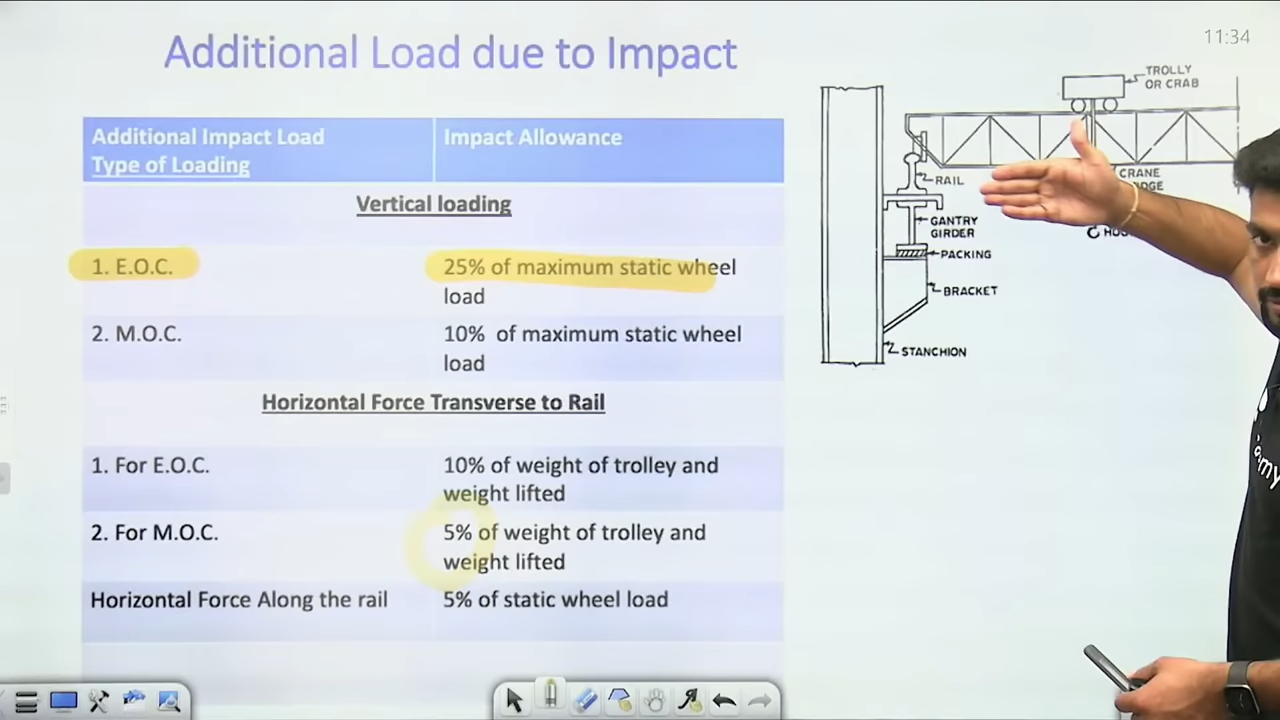 Additional Load due to Impact
11:34
Additional Impact Load
Type of Loading
Impact Allowance
Vertical loading
1. E.O.C.
25% of maximum static wheel
load
2. M.O.C.
10% of maximum static wheel
load
Horizontal Force Transverse to Rail
1. For E.O.C.
10% of weight of trolley and
weight lifted
2. For M.O.C.
5% of weight of trolley and
weight lifted
Horizontal Force Along the rail
5% of static wheel load
TROLLY
OR CRAB
RAIL
CRANE
GANTRY
GIRDER
PACKING
BRACKET
STANCHION